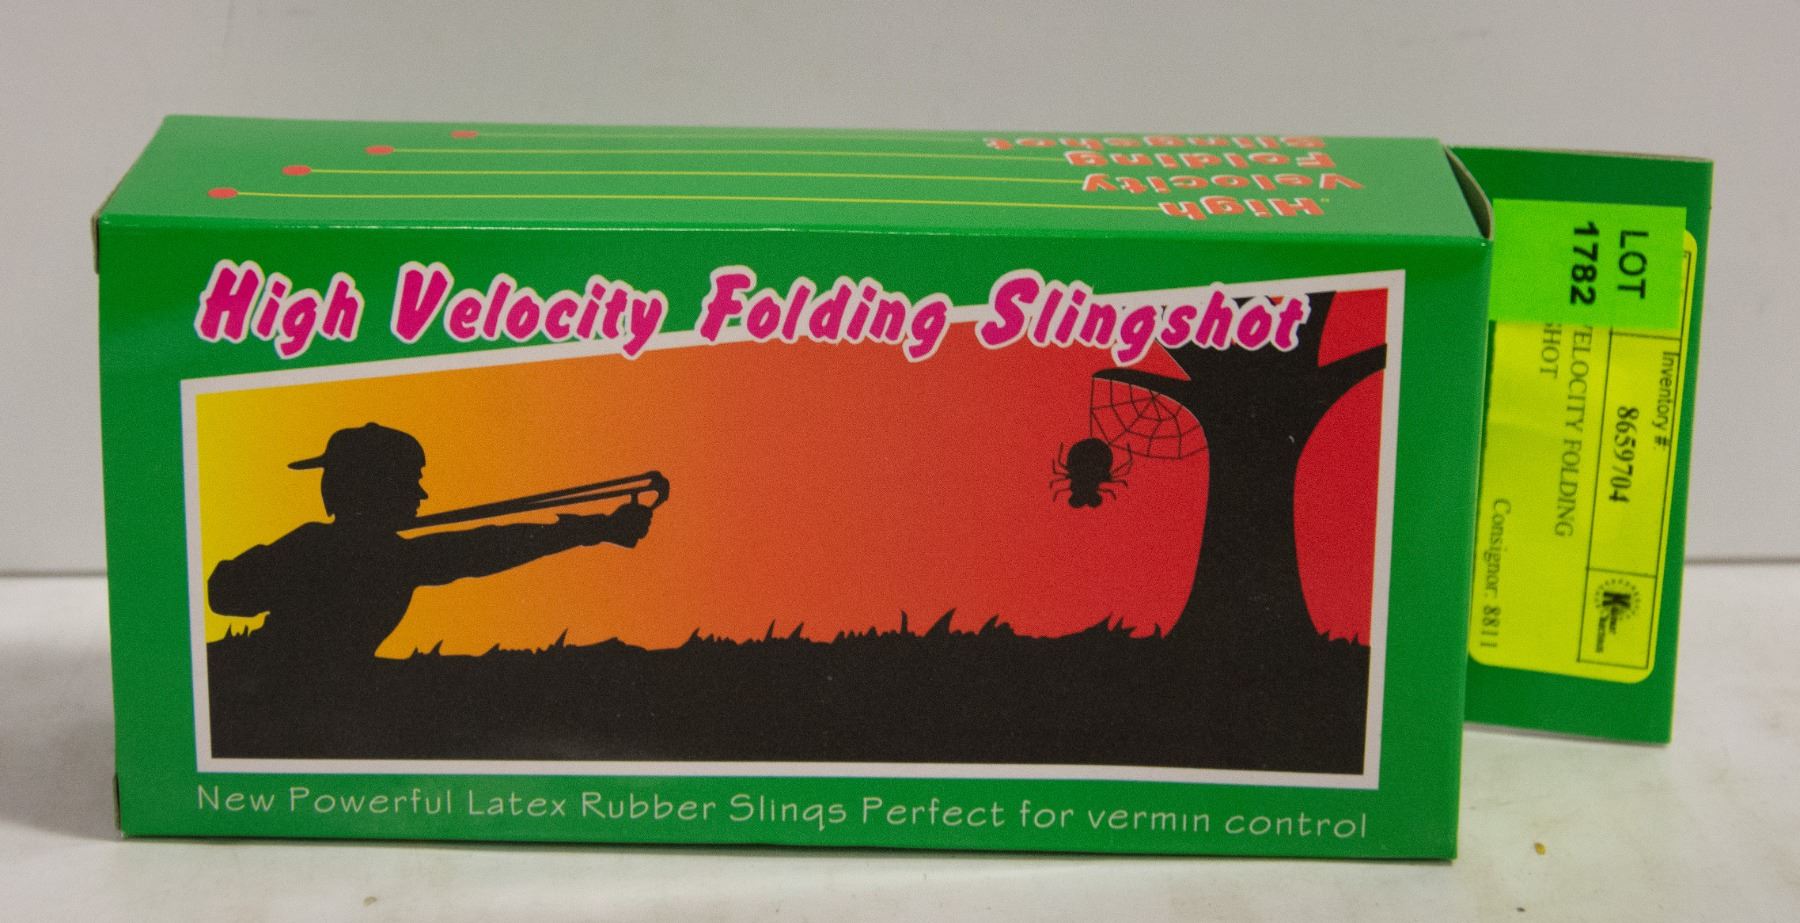 High
Velocity
Folding
Slingshot
High Velocity Folding Slingshot
New Powerful Latex Rubber Slings Perfect for vermin control
LOT
1782
Inventory #:
8659704
VELOCITY FOLDING
SHOT
Consignor: 8811